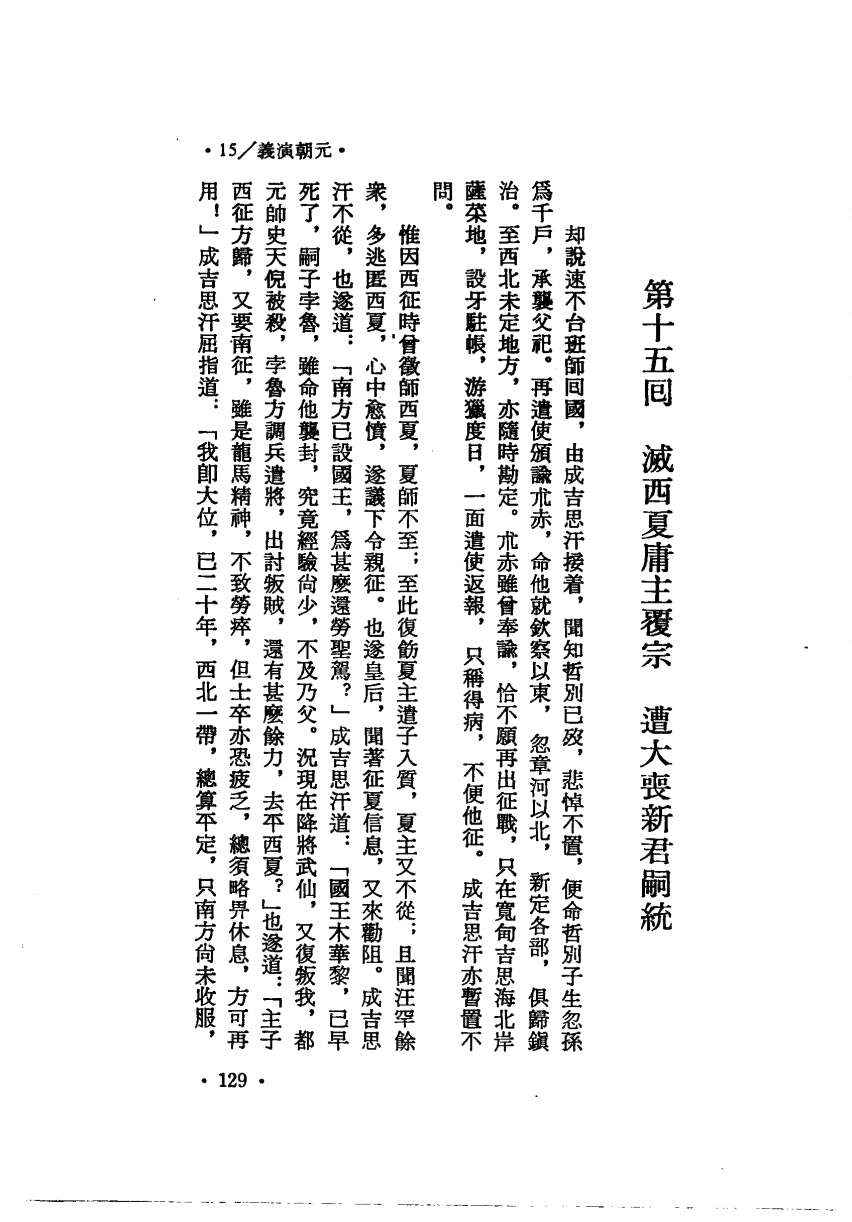 •15/義演朝元•
第十五回　滅西夏庸主覆宗　遭大喪新君嗣統
却說速不台班師回國，由成吉思汗接着，聞知哲別已歿，悲悼不置，便命哲別子生忽孫
爲千戶，承襲父祀。再遣使頒諭朮赤，命他就欽察以東，忽章河以北，新定各部，俱歸鎭
治。至西北未定地方，亦隨時勘定。朮赤雖曾奉諭，恰不願再出征戰，只在寬甸吉思海北岸
薩萊地，設牙駐帳，游獵度日，一面遣使返報，只稱得病，不便他征。成吉思汗亦暫置不
問。
惟因西征時曾徵師西夏，夏師不至；至此復飭夏主遣子入質，夏主又不從；且聞汪罕餘
衆，多逃匿西夏，心中愈憤，遂議下令親征。也遂皇后，聞著征夏信息，又來勸阻。成吉思
汗不從，也遂道：「南方已設國王，爲甚麽還勞聖駕？」成吉思汗道：「國王木華黎，已早
死了，嗣子孛魯，雖命他襲封，究竟經驗尙少，不及乃父。況現在降將武仙，又復叛我，都
元帥史天倪被殺，孛魯方調兵遣將，出討叛賊，還有甚麽餘力，去平西夏？」也遂道：「主子
西征方歸，又要南征，雖是龍馬精神，不致勞瘁，但士卒亦恐疲乏，總須略畀休息，方可再
用！」成吉思汗屈指道：「我卽大位，已二十年，西北一帶，總算平定，只南方尙未收服，
•129•